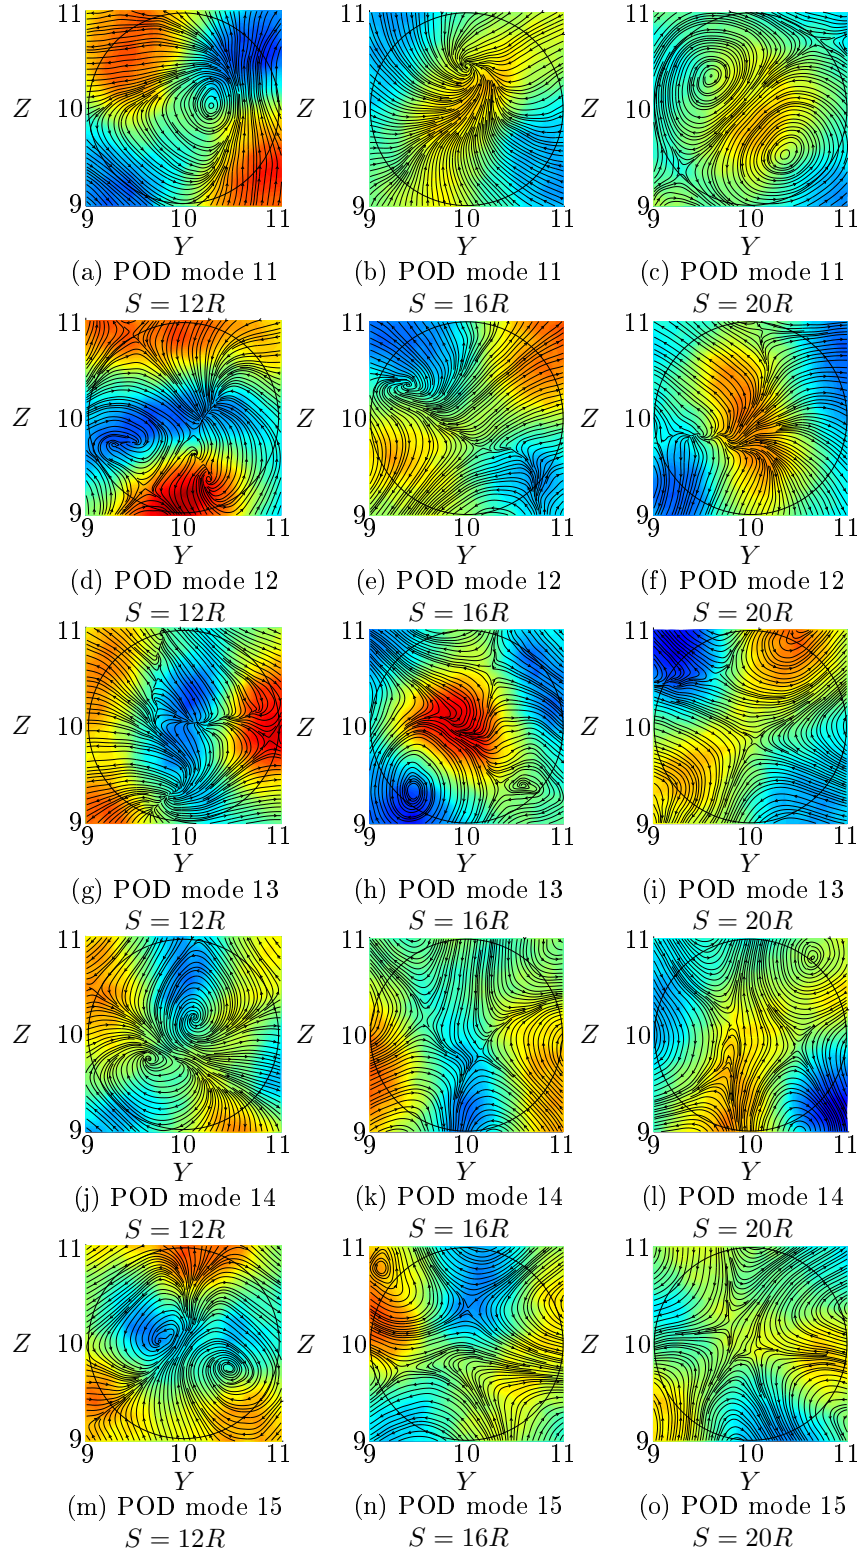 11 11 11
Z 10 Z 10 Z 10
9 9 9
9 10 11 9 10 11 9 10 11
Y Y Y
(a) POD mode 11 (b) POD mode 11 (c) POD mode 11
S = 12R S = 16R S = 20R
11 11 11
Z 10 Z 10 Z 10
9 9 9
9 10 11 9 10 11 9 10 11
Y Y Y
(d) POD mode 12 (e) POD mode 12 (f) POD mode 12
S = 12R S = 16R S = 20R
11 11 11
Z 10 Z 10 Z 10
9 9 9
9 10 11 9 10 11 9 10 11
Y Y Y
(g) POD mode 13 (h) POD mode 13 (i) POD mode 13
S = 12R S = 16R S = 20R
11 11 11
Z 10 Z 10 Z 10
9 9 9
9 10 11 9 10 11 9 10 11
Y Y Y
(j) POD mode 14 (k) POD mode 14 (l) POD mode 14
S = 12R S = 16R S = 20R
11 11 11
Z 10 Z 10 Z 10
9 9 9
9 10 11 9 10 11 9 10 11
Y Y Y
(m) POD mode 15 (n) POD mode 15 (o) POD mode 15
S = 12R S = 16R S = 20R